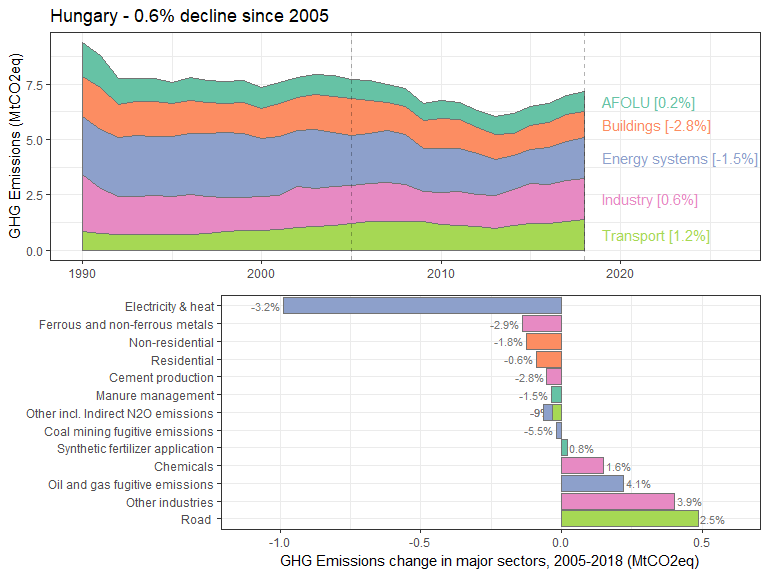 Hungary - 0.6% decline since 2005
GHG Emissions (MtCO2eq)
7.5
5.0
2.5
0.0
AFOLU [0.2%]
Buildings [-2.8%]
Energy systems [-1.5%]
Industry [0.6%]
Transport [1.2%]
1990
2000
2010
2020
Electricity & heat
-3.2%
Ferrous and non-ferrous metals
-2.9%
Non-residential
-1.8%
Residential
-0.6%
Cement production
-2.8%
Manure management
-1.5%
Other incl. Indirect N2O emissions
Coal mining fugitive emissions
-5.5%
Synthetic fertilizer application
0.8%
Chemicals
1.6%
Oil and gas fugitive emissions
4.1%
Other industries
3.9%
Road
2.5%
-1.0
-0.5
0.0
0.5
GHG Emissions change in major sectors, 2005-2018 (MtCO2eq)